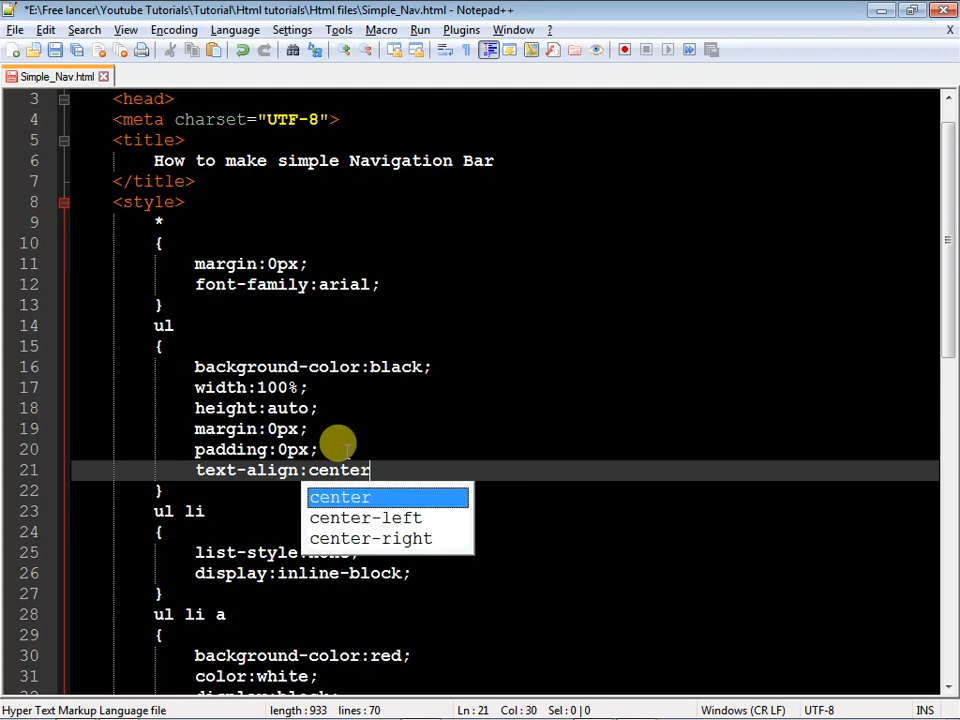 *E:\Free lancer\Youtube Tutorials\Tutorial\Html tutorials\Html files\Simple_Nav.html - Notepad++
File Edit Search View Encoding Language Settings Tools Macro Run Plugins Window ? X
Simple_Nav.html
3 <head>
4 <meta charset="UTF-8">
5 <title>
6 How to make simple Navigation Bar
7 </title>
8 <style>
9 *
10 {
11 margin:0px;
12 font-family:arial;
13 }
14 ul
15 {
16 background-color:black;
17 width:100%;
18 height:auto;
19 margin:0px;
20 padding:0px;
21 text-align:center
22 }
center
23 ul li
center-left
24 {
center-right
25 list-style:none;
26 display:inline-block;
27 }
28 ul li a
29 {
30 background-color:red;
31 color:white;
display:block;
Hyper Text Markup Language file length : 933 lines : 70 Ln : 21 Col : 30 Sel : 0 | 0 Windows (CR LF) UTF-8 INS